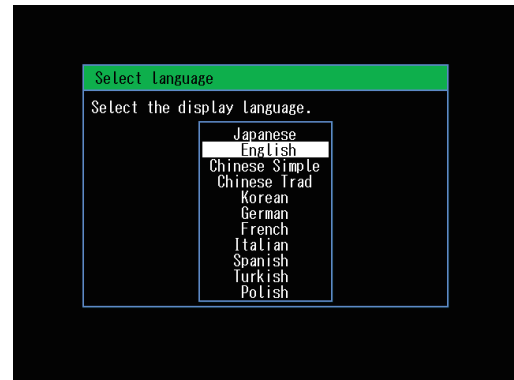 Select language
Select the display language.
Japanese
English
Chinese Simple
Chinese Trad
Korean
German
French
Italian
Spanish
Turkish
Polish